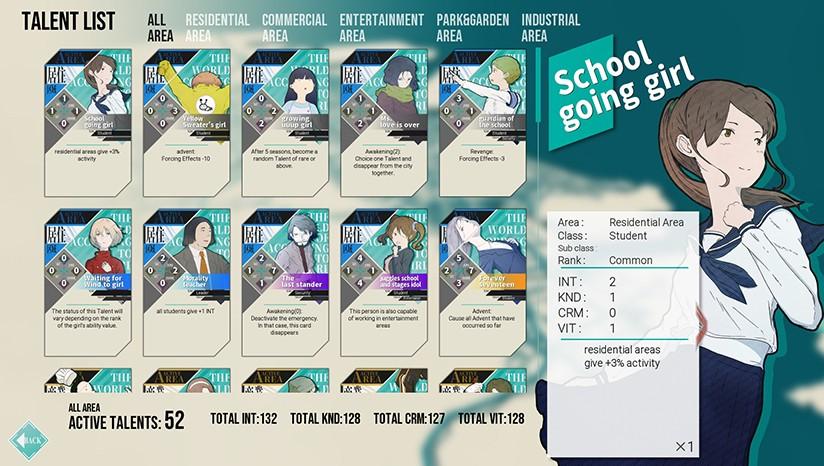 TALENT LIST
ALL AREA
RESIDENTIAL AREA
COMMERCIAL AREA
ENTERTAINMENT AREA
PARK&GARDEN AREA
INDUSTRIAL AREA
School going girl
Student
residential areas give +3% activity
Yellow Sweater's girl
Student
advent:
Forcing Effects -10
growing uuup girl
Student
After 5 seasons, become a random Talent of rare or above.
Ms. love is over
Student
Awakening(2):
Choice one Talent and disappear from the city together.
guardian of the school
Student
Revenge:
Forcing Effects -3
Waiting for Wind to girl
The status of this Talent will vary depending on the rank of the girl's ability value.
Morality teacher
Leader
all students give +1 INT
The last stander
Security
Awakening(0):
Deactivate the emergency. In that case, this card disappears
juggles school and stages idol
Student
This person is also capable of working in entertainment areas
Forever seventeen
Advent:
Cause all Advent that have occurred so far
School
going girl
Area : Residential Area
Class : Student
Sub class :
Rank : Common
INT : 2
KND : 1
CRM : 0
VIT : 1
residential areas
give +3% activity
×1
ALL AREA
ACTIVE TALENTS: 52
TOTAL INT:132
TOTAL KND:128
TOTAL CRM:127
TOTAL VIT:128
BACK